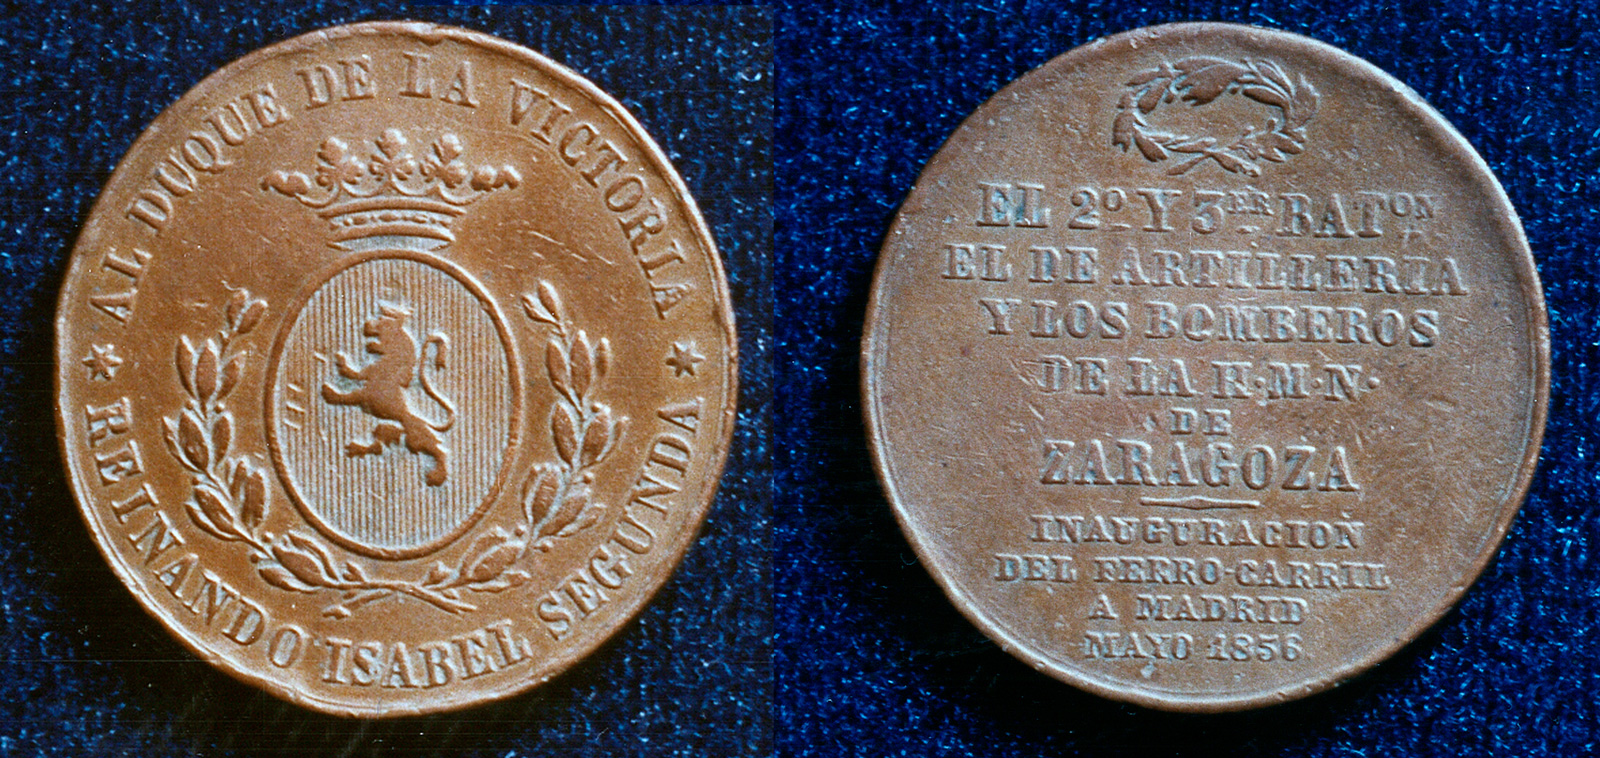 ★ AL DUQUE DE LA VICTORIA ★
REINANDO ISABEL SEGUNDA
EL 2º Y 3ER BATON
EL DE ARTILLERIA
Y LOS BOMBEROS
DE LA H·M·N·
DE
ZARAGOZA
INAUGURACION
DEL FERRO-CARRIL
A MADRID
MAYO 1856